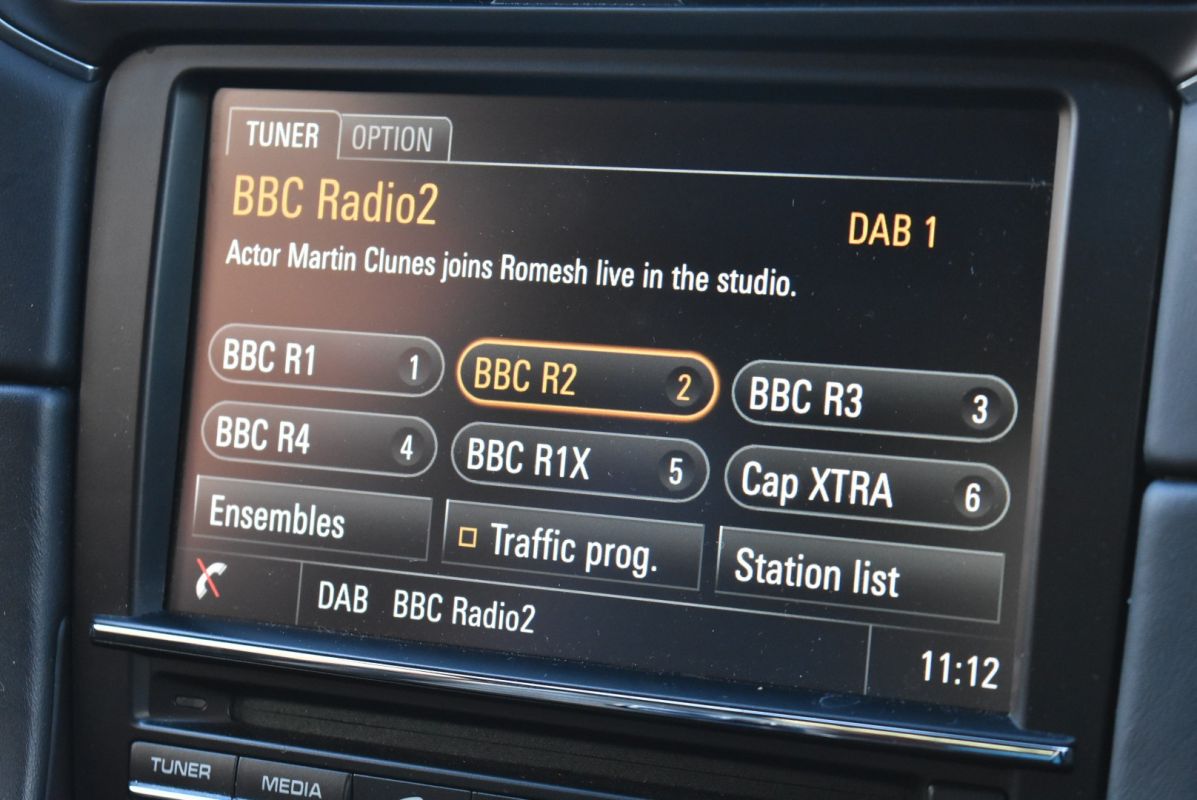 TUNER OPTION
BBC Radio2 DAB 1
Actor Martin Clunes joins Romesh live in the studio.
BBC R1 1 BBC R2 2 BBC R3 3
BBC R4 4 BBC R1X 5 Cap XTRA 6
Ensembles Traffic prog. Station list
DAB BBC Radio2 11:12
TUNER MEDIA